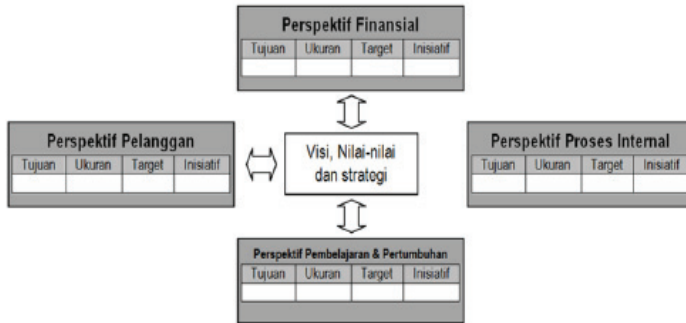 Perspektif Finansial
Tujuan Ukuran Target Inisiatif
Perspektif Pelanggan
Tujuan Ukuran Target Inisiatif
Visi, Nilai-nilai
dan strategi
Perspektif Proses Internal
Tujuan Ukuran Target Inisiatif
Perspektif Pembelajaran & Pertumbuhan
Tujuan Ukuran Target Inisiatif